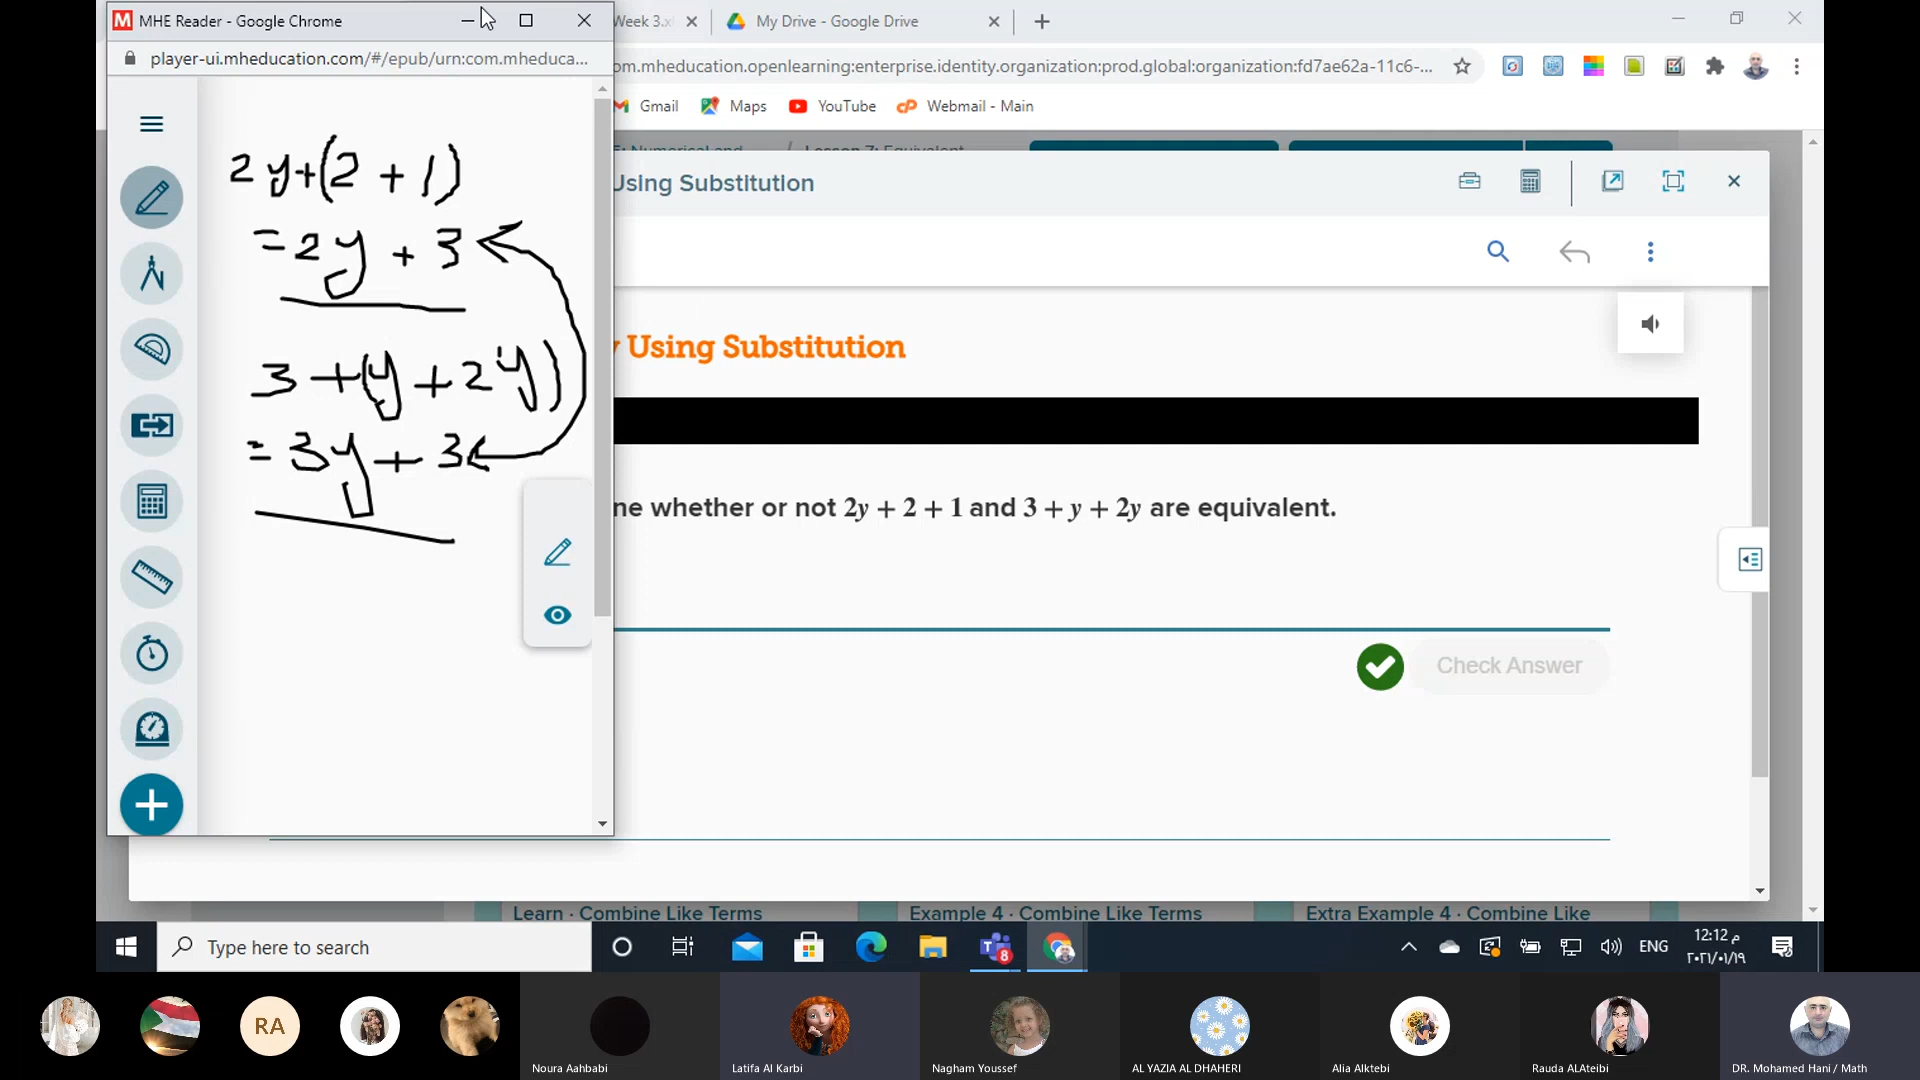 MHE Reader - Google Chrome
Week 3.x
My Drive - Google Drive
player-ui.mheducation.com/#/epub/urn:com.mheduca...
om.mheducation.openlearning:enterprise.identity.organization:prod.global:organization:fd7ae62a-11c6-...
Gmail
Maps
YouTube
Webmail - Main
2y+(2+1)
=2y+3
3+(y+2y)
=3y+3
Using Substitution
y Using Substitution
ne whether or not 2y + 2 + 1 and 3 + y + 2y are equivalent.
Check Answer
Learn · Combine Like Terms
Example 4 · Combine Like Terms
Extra Example 4 · Combine Like
Type here to search
8
ENG
12:12 م
٢٠٢١/٠١/١٩
RA
Noura Aahbabi
Latifa Al Karbi
Nagham Youssef
AL YAZIA AL DHAHERI
Alia Alktebi
Rauda ALAteibi
DR. Mohamed Hani / Math